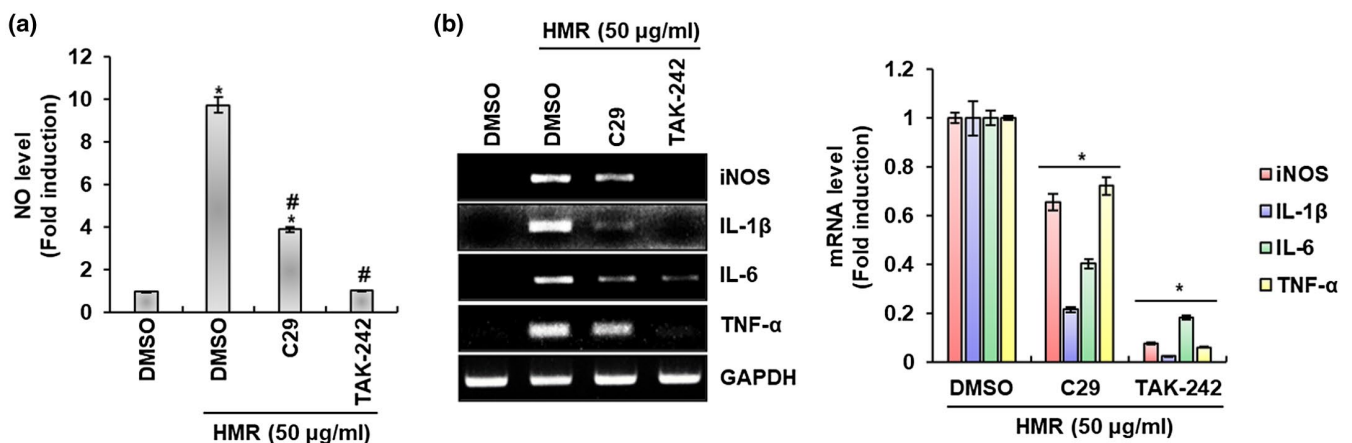 (a)
NO level
(Fold induction)
12
10
8
6
4
2
0
*
#
*
#
DMSO
DMSO
C29
TAK-242
HMR (50 µg/ml)
(b)
HMR (50 µg/ml)
DMSO
DMSO
C29
TAK-242
iNOS
IL-1β
IL-6
TNF-α
GAPDH
mRNA level
(Fold induction)
1.2
1
0.8
0.6
0.4
0.2
0
*
*
DMSO
C29
TAK-242
HMR (50 µg/ml)
iNOS
IL-1β
IL-6
TNF-α